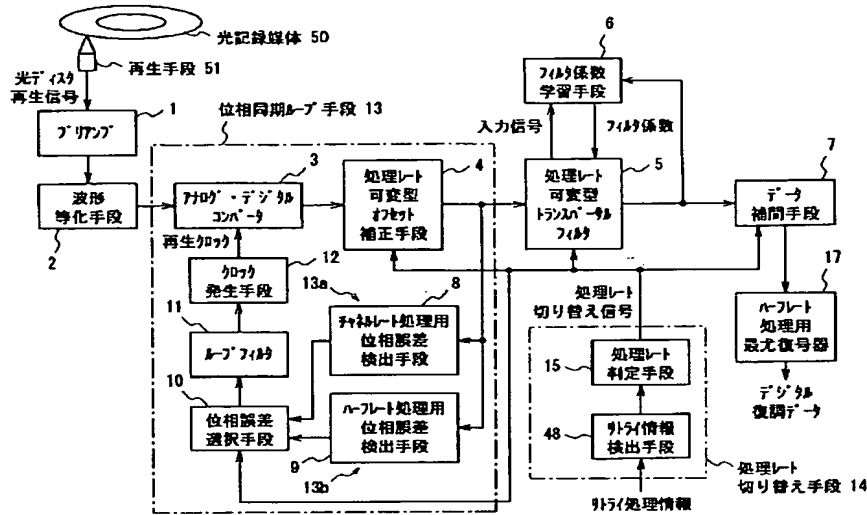 光記録媒体 50
再生手段 51
光ディスク
再生信号
1
プリアンプ
波形
等化手段
2
位相同期ループ手段 13
3
アナログ・デジタル
コンバータ
再生クロック
4
処理レート
可変型
オフセット
補正手段
12
クロック
発生手段
11
ループフィルタ
10
位相誤差
選択手段
13a
8
チャネルレート処理用
位相誤差
検出手段
ハーフレート処理用
位相誤差
検出手段
9
13b
6
フィルタ係数
学習手段
入力信号
フィルタ係数
5
処理レート
可変型
トランスバーサル
フィルタ
7
データ
補間手段
処理レート
切り替え信号
15
処理レート
判定手段
48
リトライ情報
検出手段
リトライ処理情報
処理レート
切り替え手段 14
17
ハーフレート
処理用
最尤復号器
デジタル
復調データ